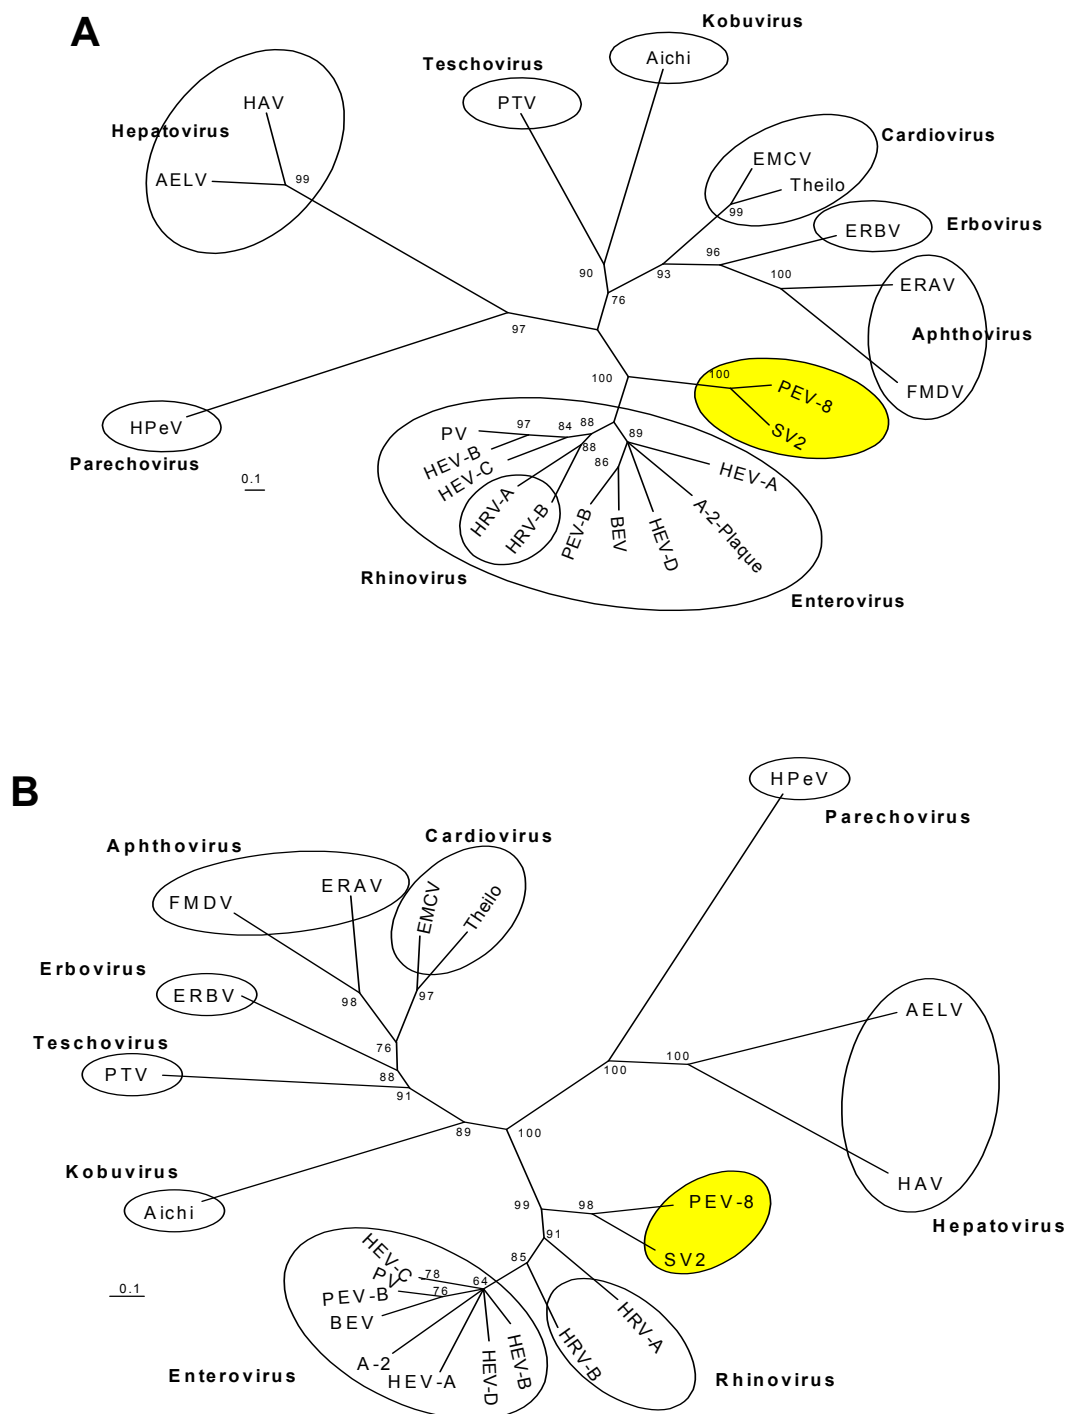 A
Kobuvirus
Aichi
Teschovirus
PTV
HAV
Hepatovirus
AELV
99
Cardiovirus
EMCV
Theilo
99
Erbovirus
ERBV
96
90
93
100
76
ERAV
Aphthovirus
FMDV
97
100
100
PEV-8
SV2
HPeV
Parechovirus
0.1
PV
97
84
88
89
HEV-B
HEV-C
88
86
HRV-A
HRV-B
PEV-B
BEV
HEV-D
A-2-Plaque
HEV-A
Rhinovirus
Enterovirus
B
HPeV
Parechovirus
Aphthovirus
Cardiovirus
FMDV
ERAV
EMCV
Theilo
Erbovirus
ERBV
98
97
AELV
Teschovirus
PTV
76
88
91
100
100
89
100
Kobuvirus
Aichi
HAV
Hepatovirus
99
98
PEV-8
SV2
91
85
0.1
HEV-C
78
PV
64
PEV-B
76
BEV
A-2
HEV-A
HEV-D
HEV-B
HRV-B
HRV-A
Enterovirus
Rhinovirus